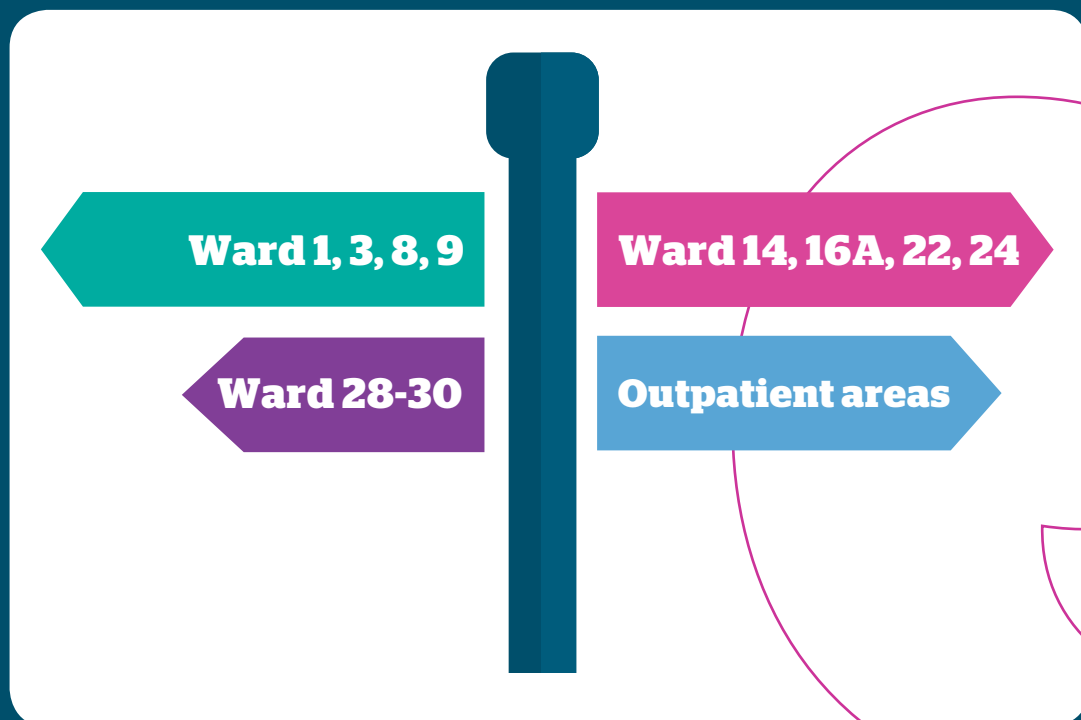 Ward 1, 3, 8, 9
Ward 14, 16A, 22, 24
Ward 28-30
Outpatient areas